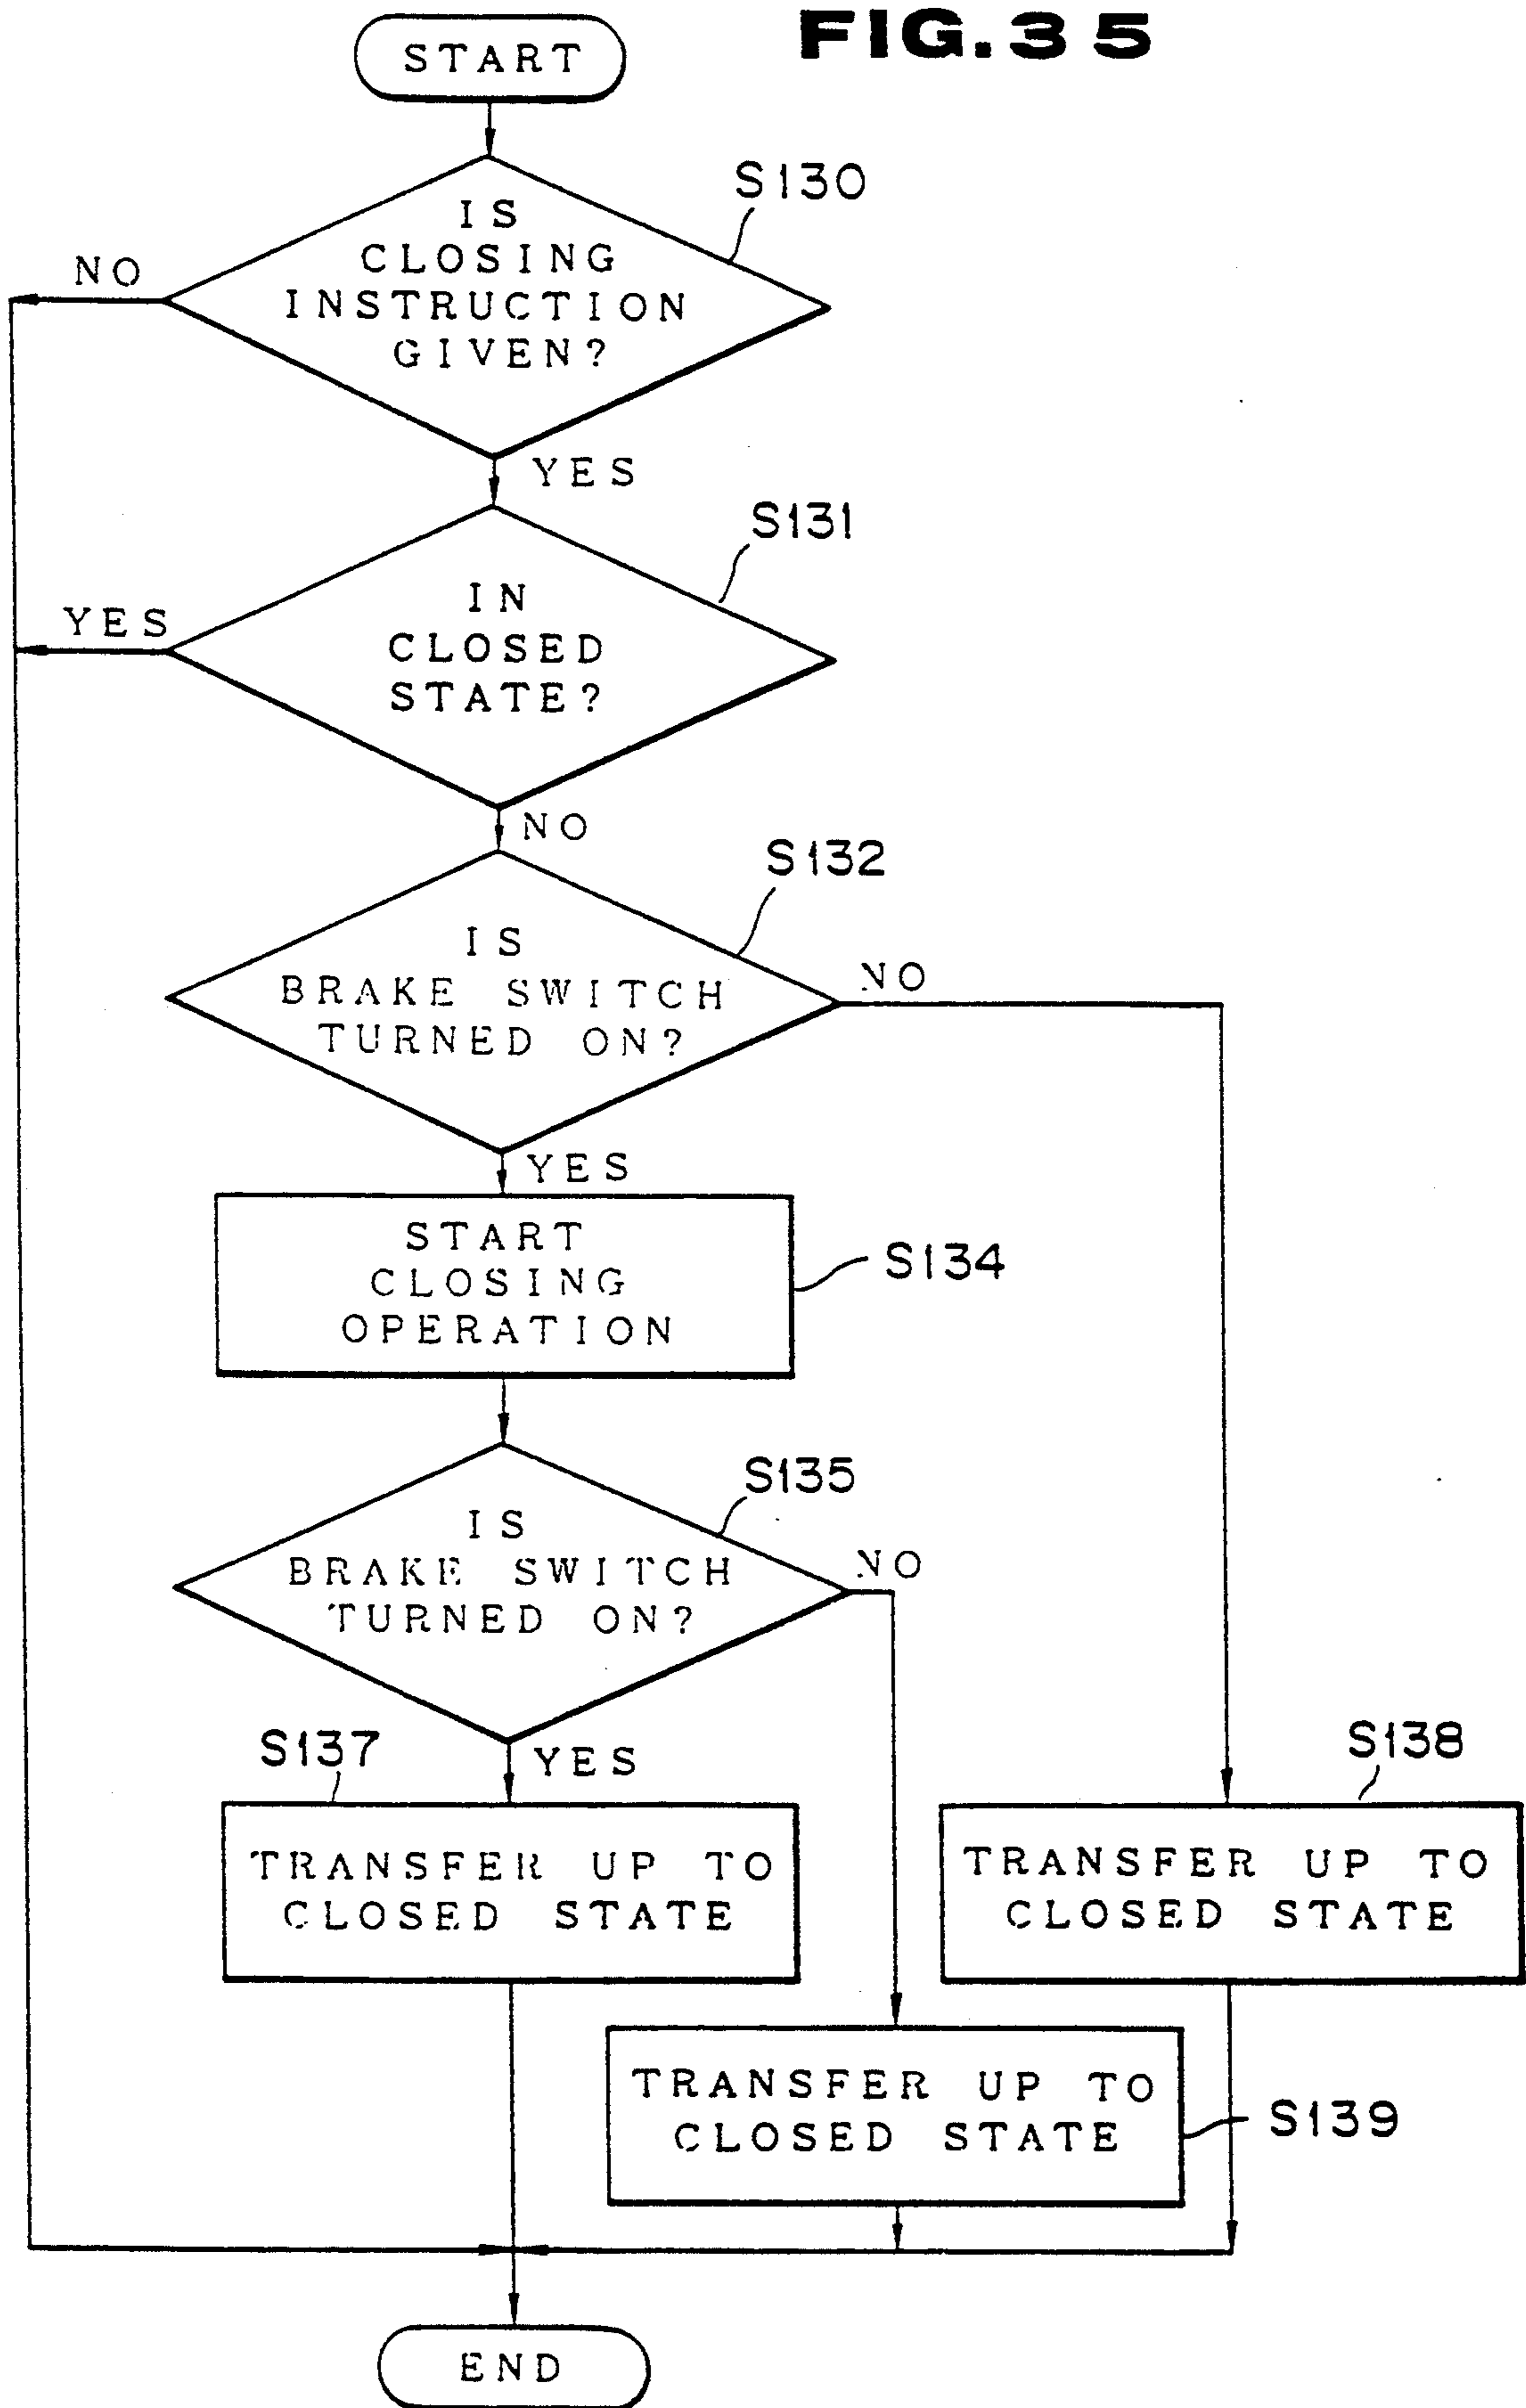 FIG.35
START
S130
IS
CLOSING
INSTRUCTION
GIVEN?
NO
YES
S131
IN
CLOSED
STATE?
YES
NO
S132
IS
BRAKE SWITCH
TURNED ON?
NO
YES
START
CLOSING
OPERATION
S134
S135
IS
BRAKE SWITCH
TURNED ON?
NO
YES
S137
TRANSFER UP TO
CLOSED STATE
S138
TRANSFER UP TO
CLOSED STATE
TRANSFER UP TO
CLOSED STATE
S139
END